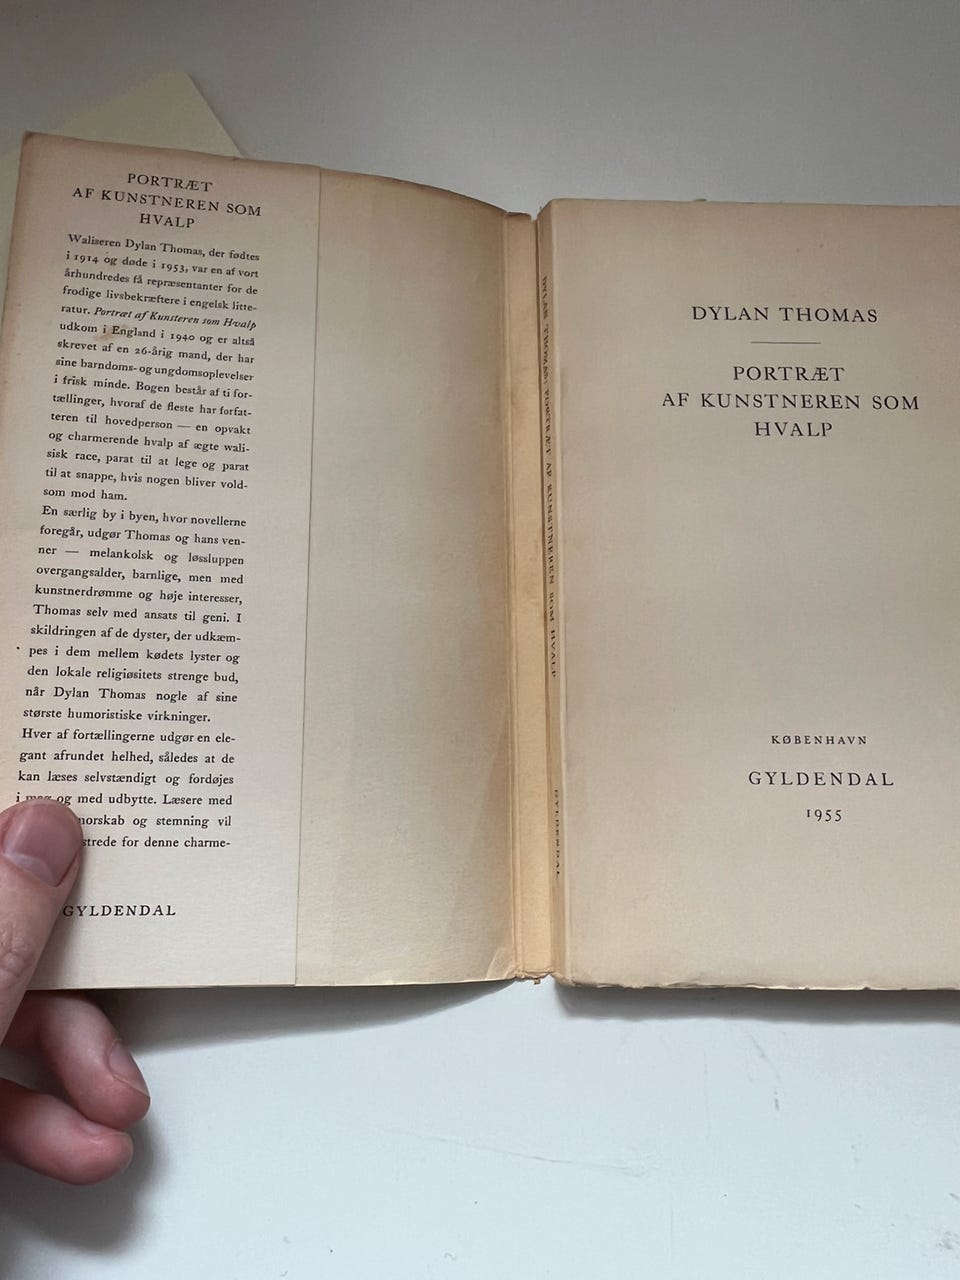 PORTRÆT
AF KUNSTNEREN SOM
HVALP
Waliseren Dylan Thomas, der fødtes
i 1914 og døde i 1953, var en af vort
århundredes få repræsentanter for de
frodige livsbekræftere i engelsk litte-
ratur. Portræt af Kunsteren som Hvalp
udkom i England i 1940 og er altså
skrevet af en 26-årig mand, der har
sine barndoms- og ungdomsoplevelser
i frisk minde. Bogen består af ti for-
tællinger, hvoraf de fleste har forfat-
teren til hovedperson — en opvakt
og charmerende hvalp af ægte wali-
sisk race, parat til at lege og parat
til at snappe, hvis nogen bliver vold-
som mod ham.
En særlig by i byen, hvor novellerne
foregår, udgør Thomas og hans ven-
ner — melankolsk og løssluppen
overgangsalder, barnlige, men med
kunstnerdrømme og høje interesser,
Thomas selv med ansats til geni. I
skildringen af de dyster, der udkæm-
pes i dem mellem kødets lyster og
den lokale religiøsitets strenge bud,
når Dylan Thomas nogle af sine
største humoristiske virkninger.
Hver af fortællingerne udgør en ele-
gant afrundet helhed, således at de
kan læses selvstændigt og fordøjes
i og med udbytte. Læsere med
og stemning vil
for denne charme-
GYLDENDAL
DYLAN THOMAS: PORTRÆT AF KUNSTNEREN SOM HVALP
GYLDENDAL
DYLAN THOMAS
PORTRÆT
AF KUNSTNEREN SOM
HVALP
KØBENHAVN
GYLDENDAL
1955